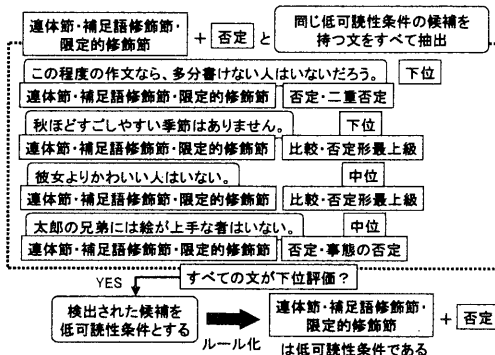 連体節・補足語修飾節・
限定的修飾節
+
否定
と
同じ低可読性条件の候補を
持つ文をすべて抽出
この程度の作文なら、多分書けない人はいないだろう。
下位
連体節・補足語修飾節・限定的修飾節
否定・二重否定
秋ほどすごしやすい季節はありません。
下位
連体節・補足語修飾節・限定的修飾節
比較・否定形最上級
彼女よりかわいい人はいない。
中位
連体節・補足語修飾節・限定的修飾節
比較・否定形最上級
太郎の兄弟には絵が上手な者はいない。
中位
連体節・補足語修飾節・限定的修飾節
否定・事態の否定
すべての文が下位評価?
YES
検出された候補を
低可読性条件とする
ルール化
連体節・補足語修飾節・
限定的修飾節
+
否定
は低可読性条件である